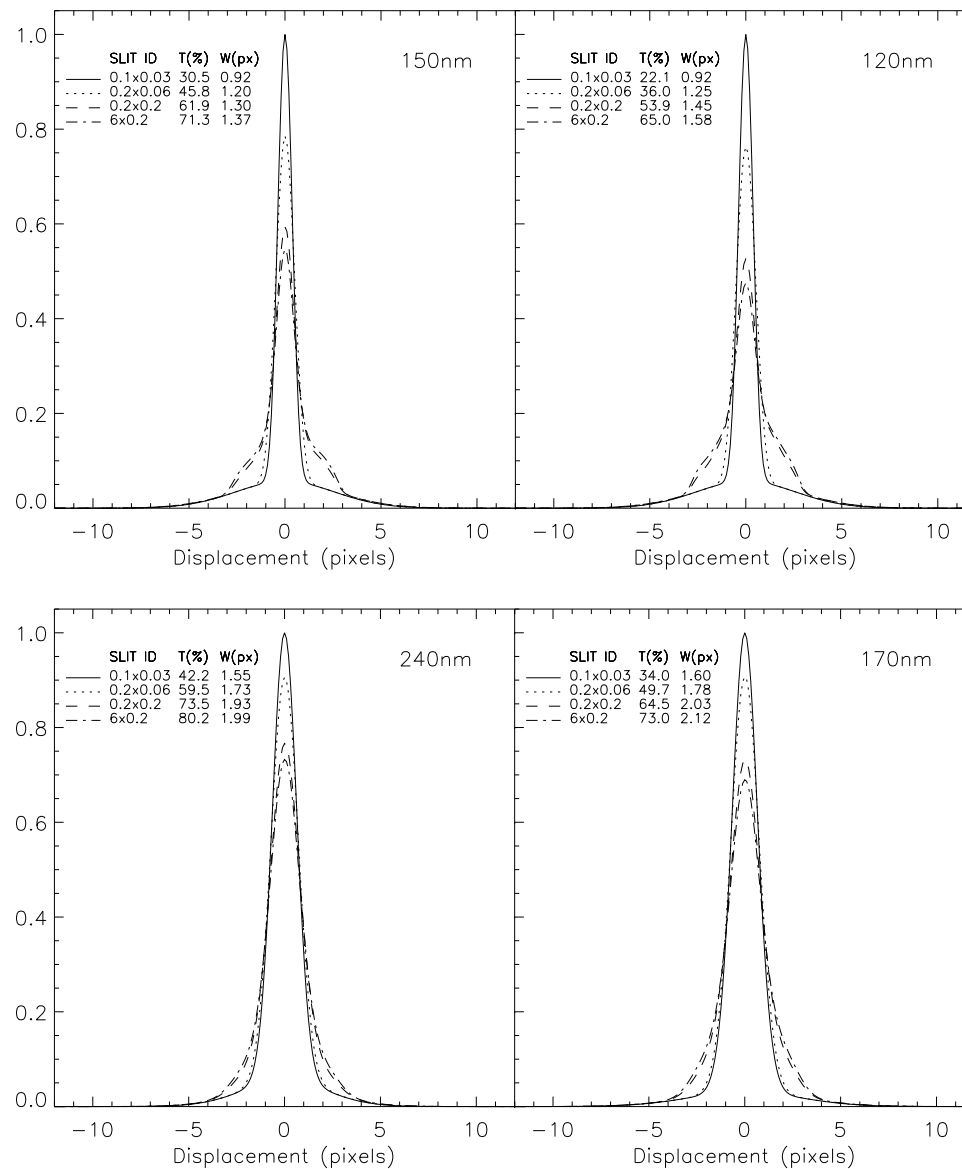 150nm
SLIT ID T(%) W(px)
0.1x0.03 30.5 0.92
0.2x0.06 45.8 1.20
0.2x0.2 61.9 1.30
6x0.2 71.3 1.37
1.0
0.8
0.6
0.4
0.2
0.0
-10 -5 0 5 10
Displacement (pixels)
120nm
SLIT ID T(%) W(px)
0.1x0.03 22.1 0.92
0.2x0.06 36.0 1.25
0.2x0.2 53.9 1.45
6x0.2 65.0 1.58
-10 -5 0 5 10
Displacement (pixels)
240nm
SLIT ID T(%) W(px)
0.1x0.03 42.2 1.55
0.2x0.06 59.5 1.73
0.2x0.2 73.5 1.93
6x0.2 80.2 1.99
1.0
0.8
0.6
0.4
0.2
0.0
-10 -5 0 5 10
Displacement (pixels)
170nm
SLIT ID T(%) W(px)
0.1x0.03 34.0 1.60
0.2x0.06 49.7 1.78
0.2x0.2 64.5 2.03
6x0.2 73.0 2.12
-10 -5 0 5 10
Displacement (pixels)